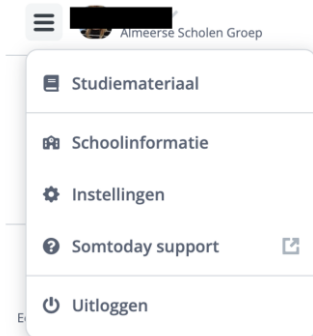 Almeerse Scholen Groep
Studiemateriaal
Schoolinformatie
Instellingen
Somtoday support
Uitloggen